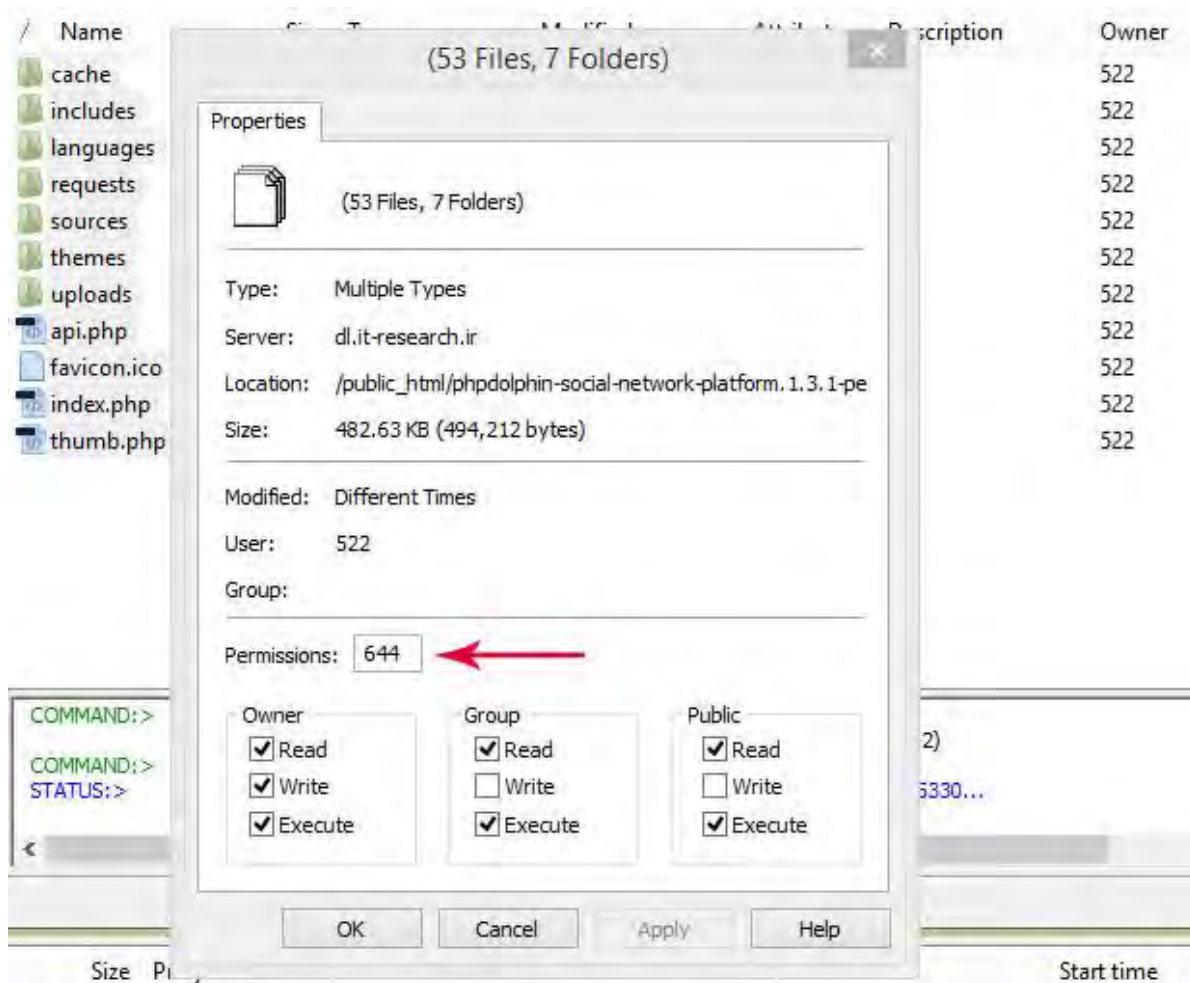 / Name
scription
Owner
(53 Files, 7 Folders)
cache
522
includes
522
Properties
languages
522
requests
(53 Files, 7 Folders)
522
sources
522
themes
522
uploads
Type: Multiple Types
522
api.php
Server: dl.it-research.ir
522
favicon.ico
Location: /public_html/phpdolphin-social-network-platform.1.3.1-pe
522
index.php
522
thumb.php
Size: 482.63 KB (494,212 bytes)
522
Modified: Different Times
User: 522
Group:
Permissions: 644
COMMAND:>
Owner Group Public
Read Read Read
2)
COMMAND:>
STATUS:>
Write Write Write
5330...
Execute Execute Execute
OK Cancel Apply Help
Size
Start time